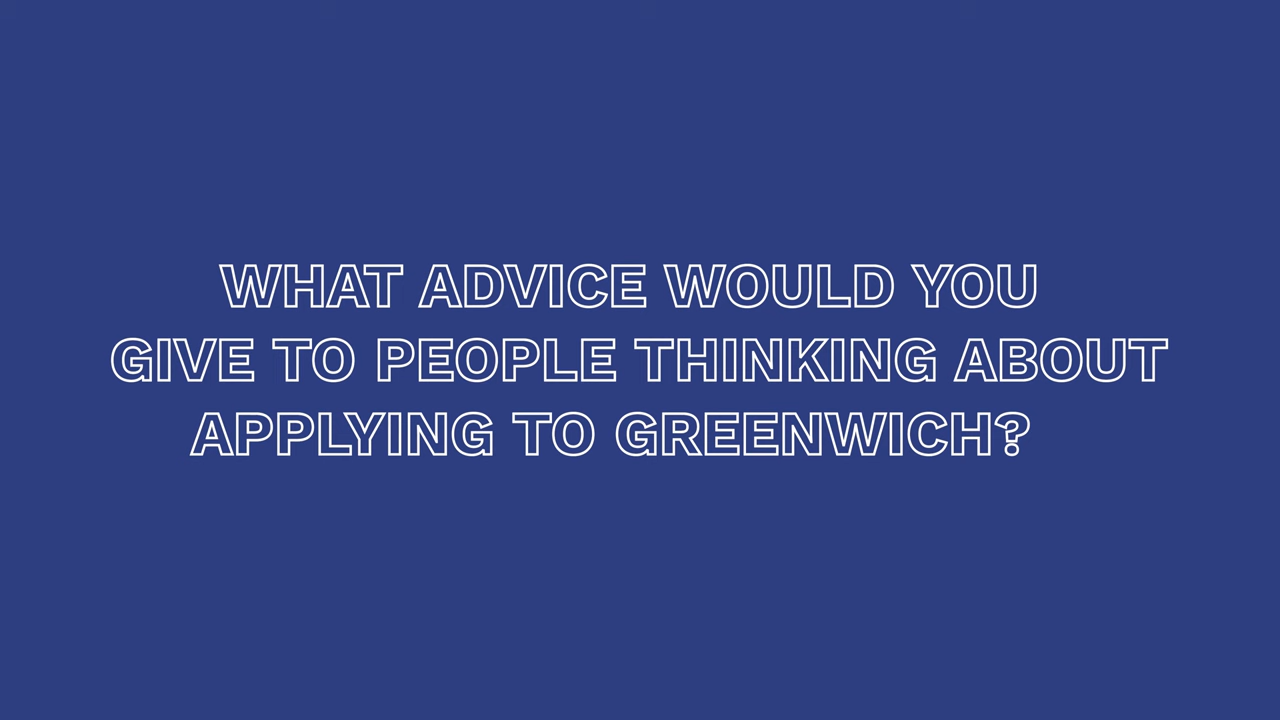 WHAT ADVICE WOULD YOU
GIVE TO PEOPLE THINKING ABOUT
APPLYING TO GREENWICH?